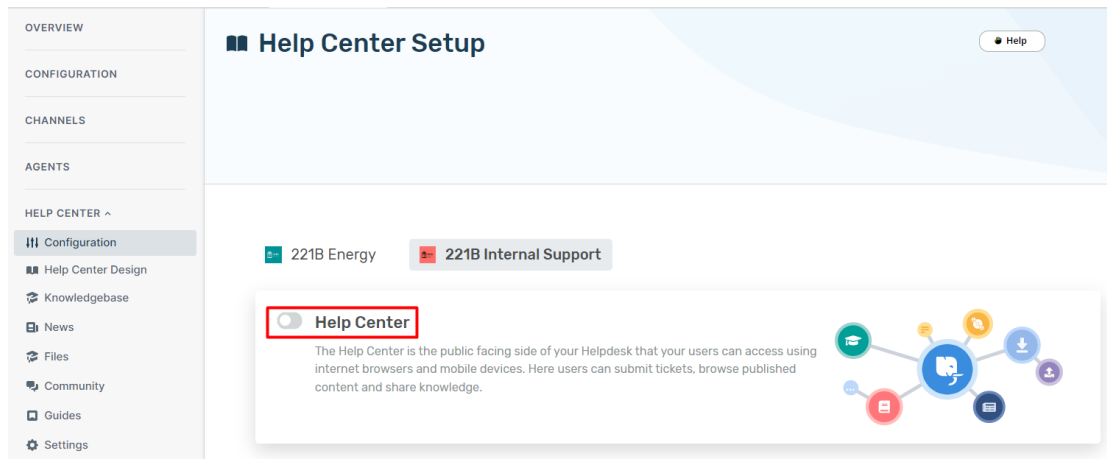 OVERVIEW
CONFIGURATION
CHANNELS
AGENTS
HELP CENTER
Configuration
Help Center Design
Knowledgebase
News
Files
Community
Guides
Settings
Help Center Setup
Help
221B Energy
221B Internal Support
Help Center
The Help Center is the public facing side of your Helpdesk that your users can access using
internet browsers and mobile devices. Here users can submit tickets, browse published
content and share knowledge.